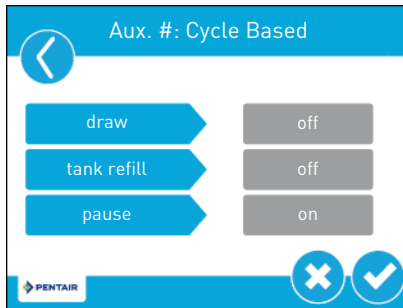 Aux. #: Cycle Based
draw off
tank refill off
pause on
PENTAIR